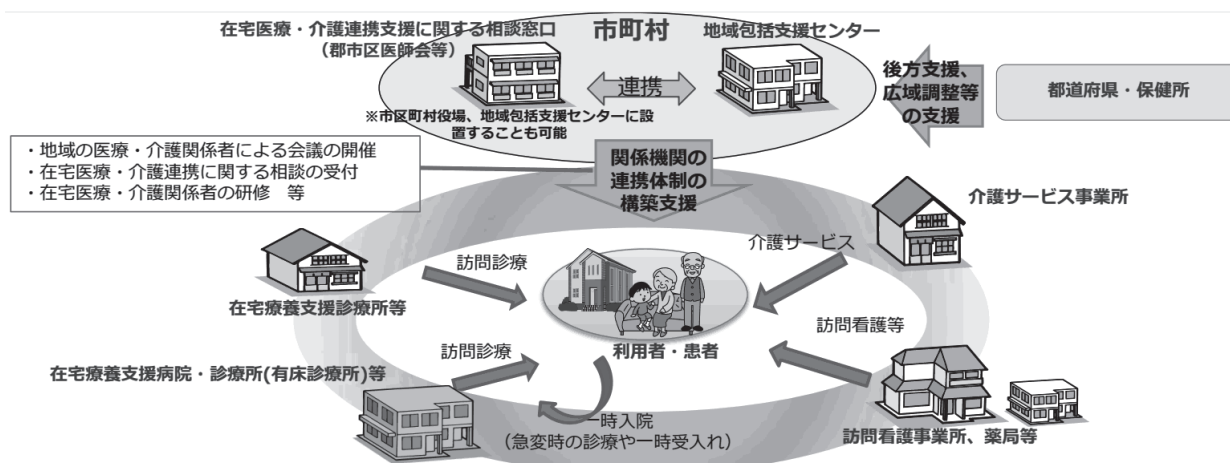 在宅医療・介護連携支援に関する相談窓口
（郡市区医師会等）
市町村
地域包括支援センター
連携
※市区町村役場、地域包括支援センターに設
置することも可能
後方支援、
広域調整等
の支援
都道府県・保健所
・地域の医療・介護関係者による会議の開催
・在宅医療・介護連携に関する相談の受付
・在宅医療・介護関係者の研修　等
関係機関の
連携体制の
構築支援
介護サービス事業所
介護サービス
訪問診療
在宅療養支援診療所等
訪問看護等
利用者・患者
訪問診療
在宅療養支援病院・診療所(有床診療所)等
一時入院
（急変時の診療や一時受入れ）
訪問看護事業所、薬局等